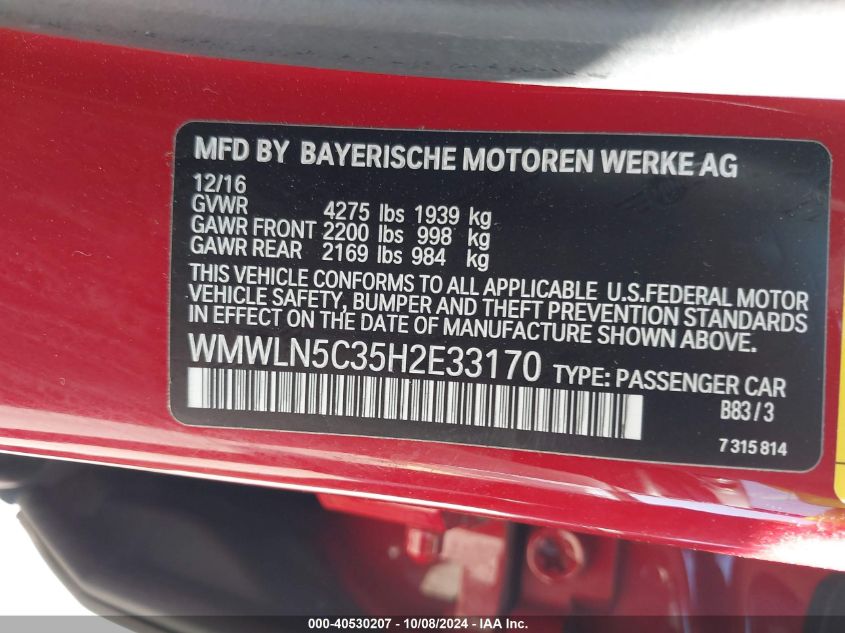 MFD BY BAYERISCHE MOTOREN WERKE AG
12/16
GVWR 4275 lbs 1939 kg
GAWR FRONT 2200 lbs 998 kg
GAWR REAR 2169 lbs 984 kg
THIS VEHICLE CONFORMS TO ALL APPLICABLE U.S.FEDERAL MOTOR
VEHICLE SAFETY, BUMPER AND THEFT PREVENTION STANDARDS
IN EFFECT ON THE DATE OF MANUFACTURE SHOWN ABOVE.
WMWLN5C35H2E33170 TYPE: PASSENGER CAR
B83/3
7315814
000-40530207 - 10/08/2024 - IAA Inc.